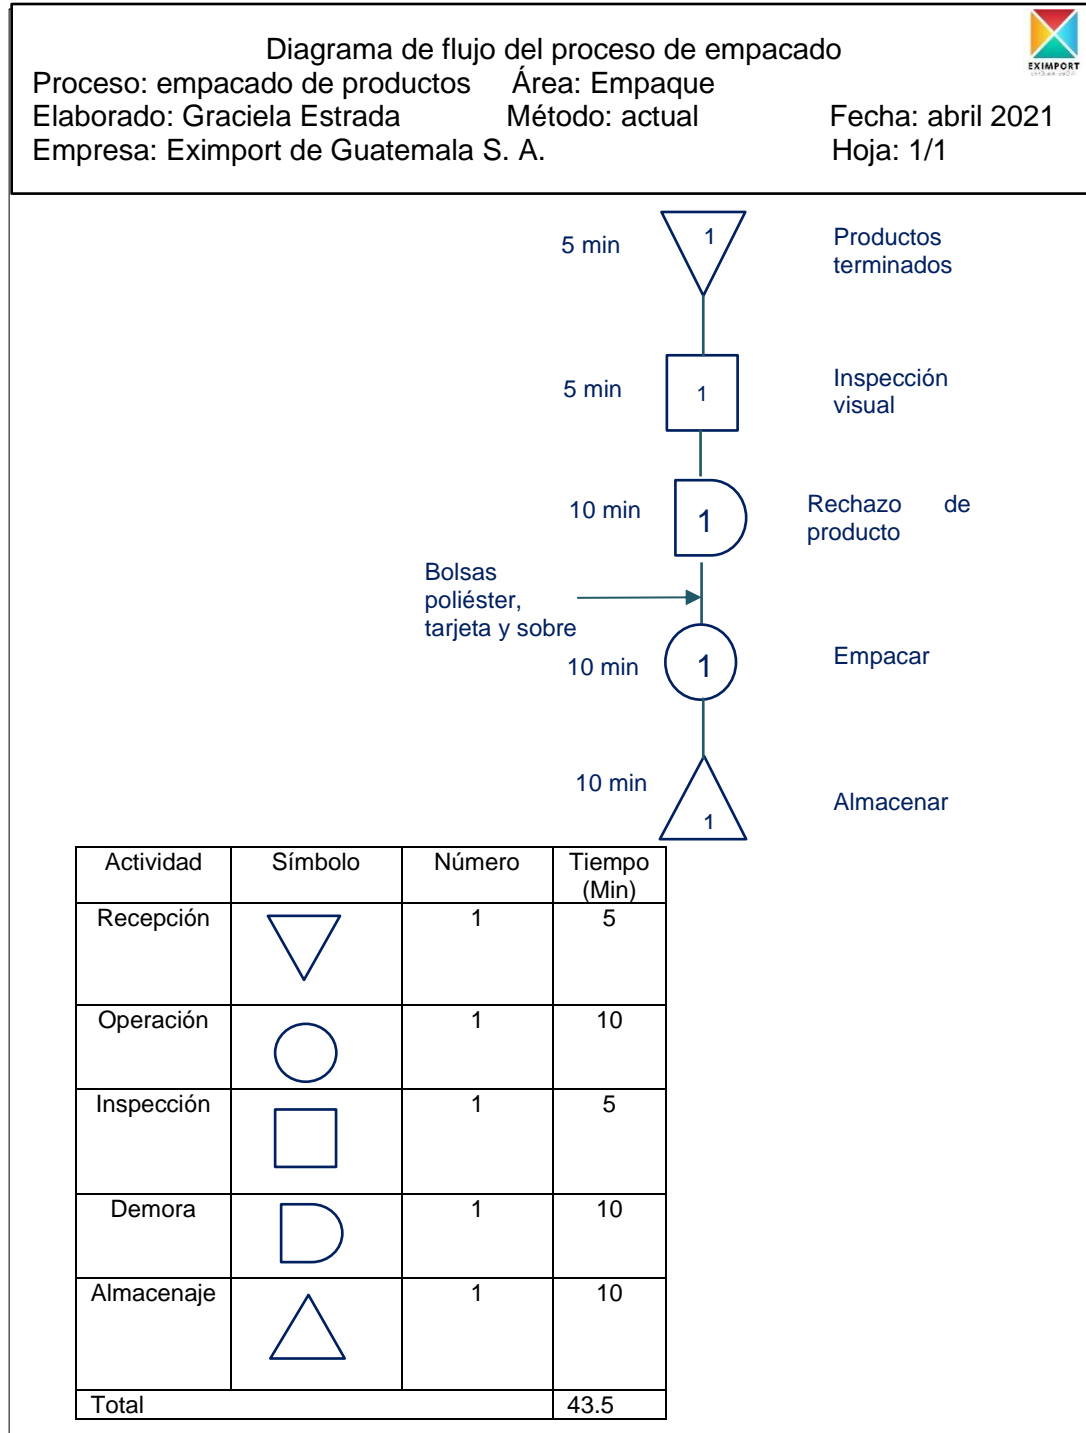 Diagrama de flujo del proceso de empacado
EXIMPORT
Proceso: empacado de productos Área: Empaque
Elaborado: Graciela Estrada Método: actual Fecha: abril 2021
Empresa: Eximport de Guatemala S. A. Hoja: 1/1
5 min 1 Productos
terminados
5 min 1 Inspección
visual
10 min 1 Rechazo de
producto
Bolsas
poliéster,
tarjeta y sobre
10 min 1 Empacar
10 min 1 Almacenar
Actividad Símbolo Número Tiempo
(Min)
Recepción 1 5
Operación 1 10
Inspección 1 5
Demora 1 10
Almacenaje 1 10
Total 43.5